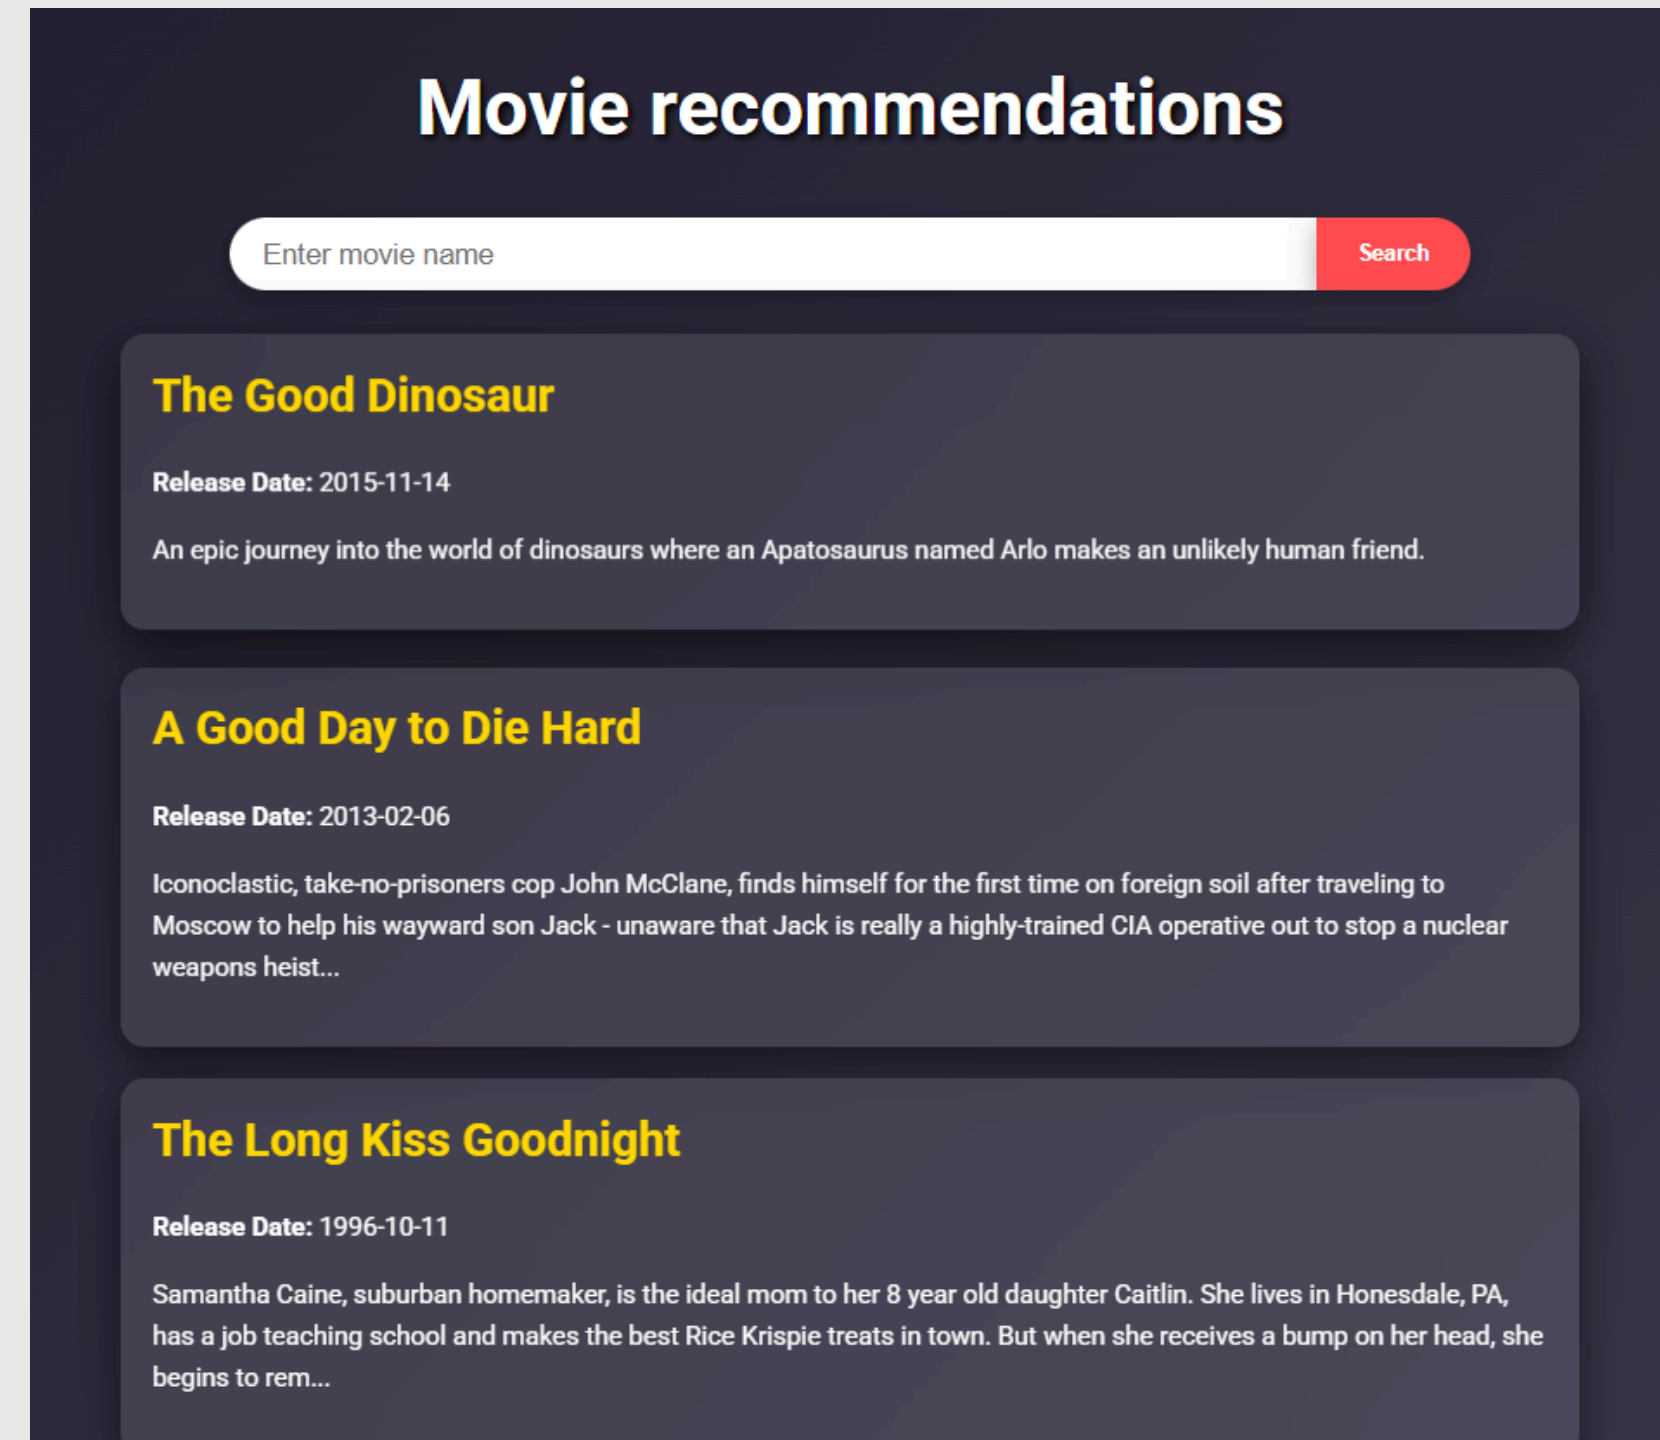 Movie recommendations
Enter movie name
Search
The Good Dinosaur
Release Date: 2015-11-14
An epic journey into the world of dinosaurs where an Apatosaurus named Arlo makes an unlikely human friend.
A Good Day to Die Hard
Release Date: 2013-02-06
Iconoclastic, take-no-prisoners cop John McClane, finds himself for the first time on foreign soil after traveling to
Moscow to help his wayward son Jack - unaware that Jack is really a highly-trained CIA operative out to stop a nuclear
weapons heist...
The Long Kiss Goodnight
Release Date: 1996-10-11
Samantha Caine, suburban homemaker, is the ideal mom to her 8 year old daughter Caitlin. She lives in Honesdale, PA,
has a job teaching school and makes the best Rice Krispie treats in town. But when she receives a bump on her head, she
begins to rem...